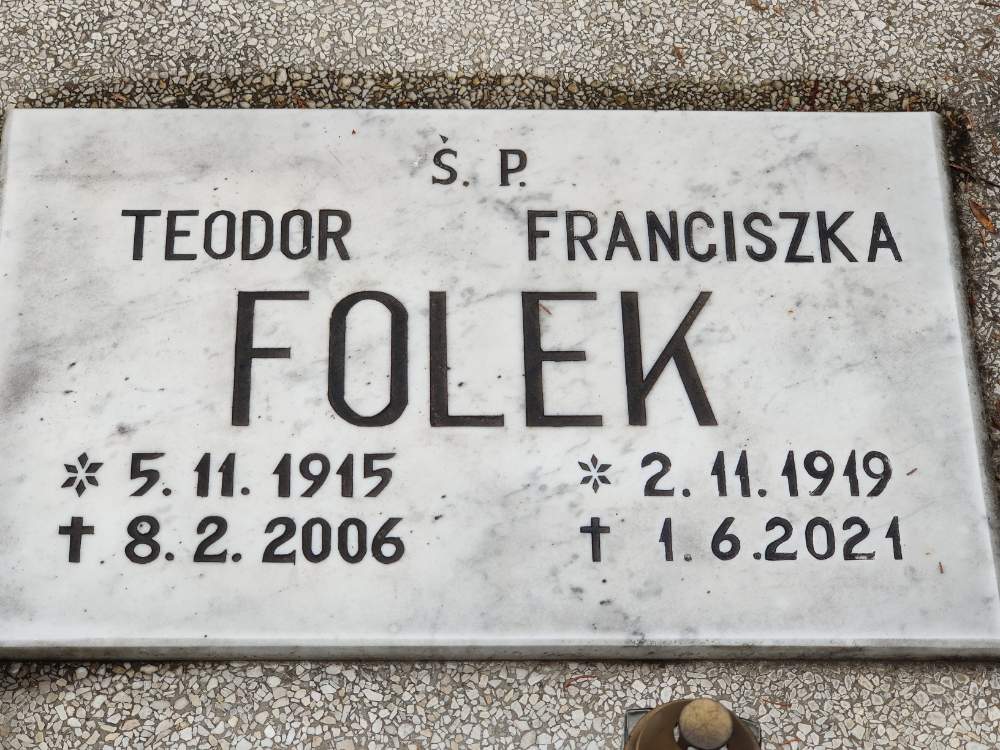 Ś. P.
TEODOR FRANCISZKA
FOLEK
* 5. 11. 1915 * 2. 11. 1919
✝ 8. 2. 2006 ✝ 1. 6. 2021